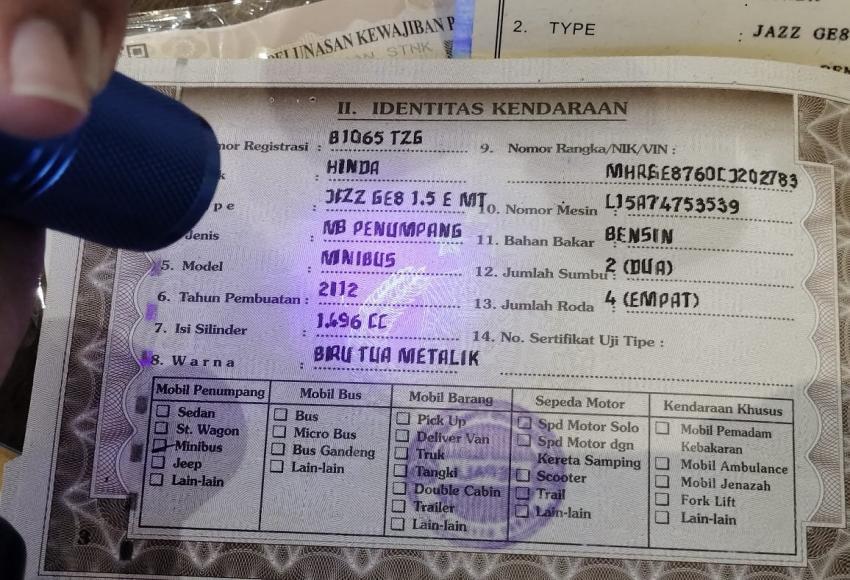 PELUNASAN KEWAJIBAN P
STNK
2. TYPE : JAZZ GE8
II. IDENTITAS KENDARAAN
Registrasi : B1065 TZG
HINDA
: JFZZ GE8 1.5 E MT
Jenis : MB PENUMPANG
5. Model : MNIBUS
6. Tahun Pembuatan : 2112
7. Isi Silinder : 1.496 CC
8. Warna : BIRU TUA METALIK
9. Nomor Rangka/NIK/VIN :
MHRGE8760CJ202783
10. Nomor Mesin : L15A74753539
11. Bahan Bakar : BENSIN
12. Jumlah Sumbu : 2 (DUA)
13. Jumlah Roda : 4 (EMPAT)
14. No. Sertifikat Uji Tipe :
Mobil Penumpang
Sedan
St. Wagon
Minibus
Jeep
Lain-lain
Mobil Bus
Bus
Micro Bus
Bus Gandeng
Lain-lain
Mobil Barang
Pick Up
Deliver Van
Truk
Tangki
Double Cabin
Trailer
Lain-lain
Sepeda Motor
Spd Motor Solo
Spd Motor dgn
Kereta Samping
Scooter
Trail
Lain-lain
Kendaraan Khusus
Mobil Pemadam
Kebakaran
Mobil Ambulance
Mobil Jenazah
Fork Lift
Lain-lain
3